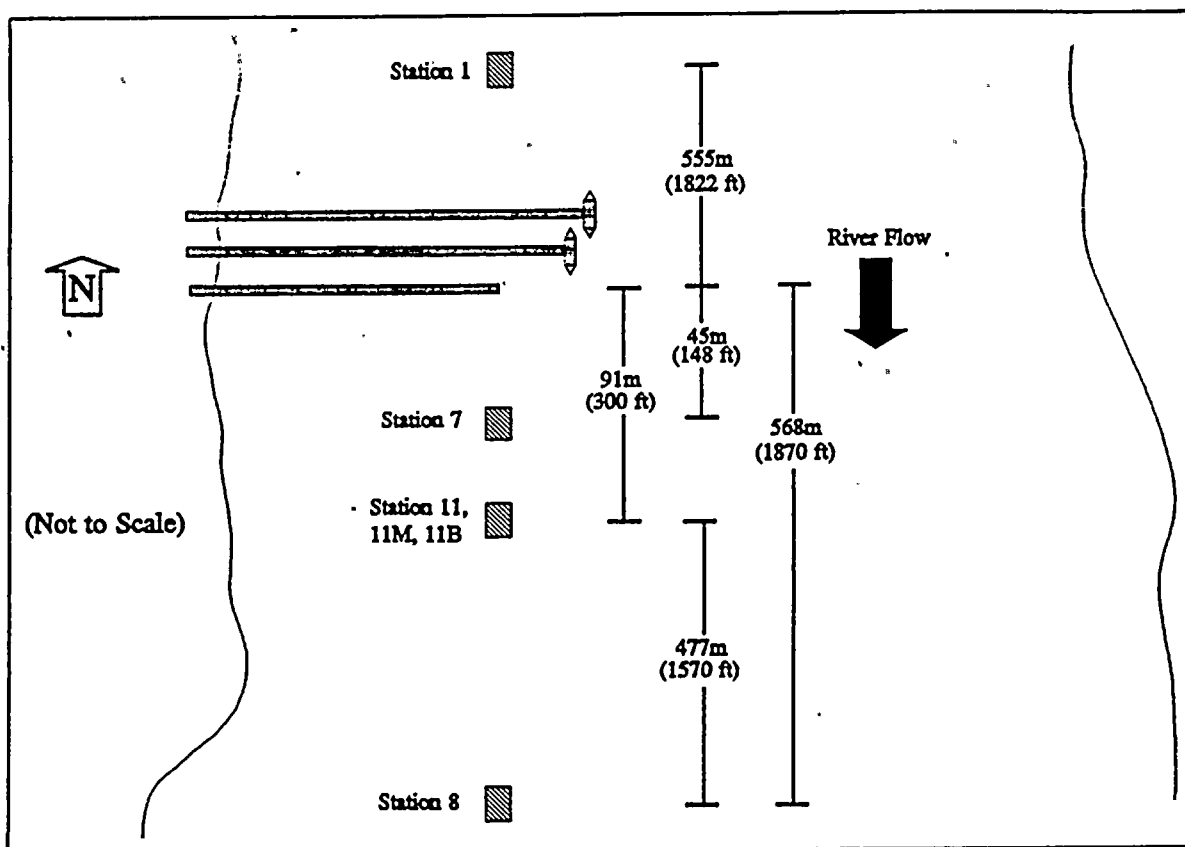 Station 1
555m
(1822 ft)
River Flow
N
45m
(148 ft)
91m
(300 ft)
Station 7
568m
(1870 ft)
(Not to Scale)
Station 11,
11M, 11B
477m
(1570 ft)
Station 8